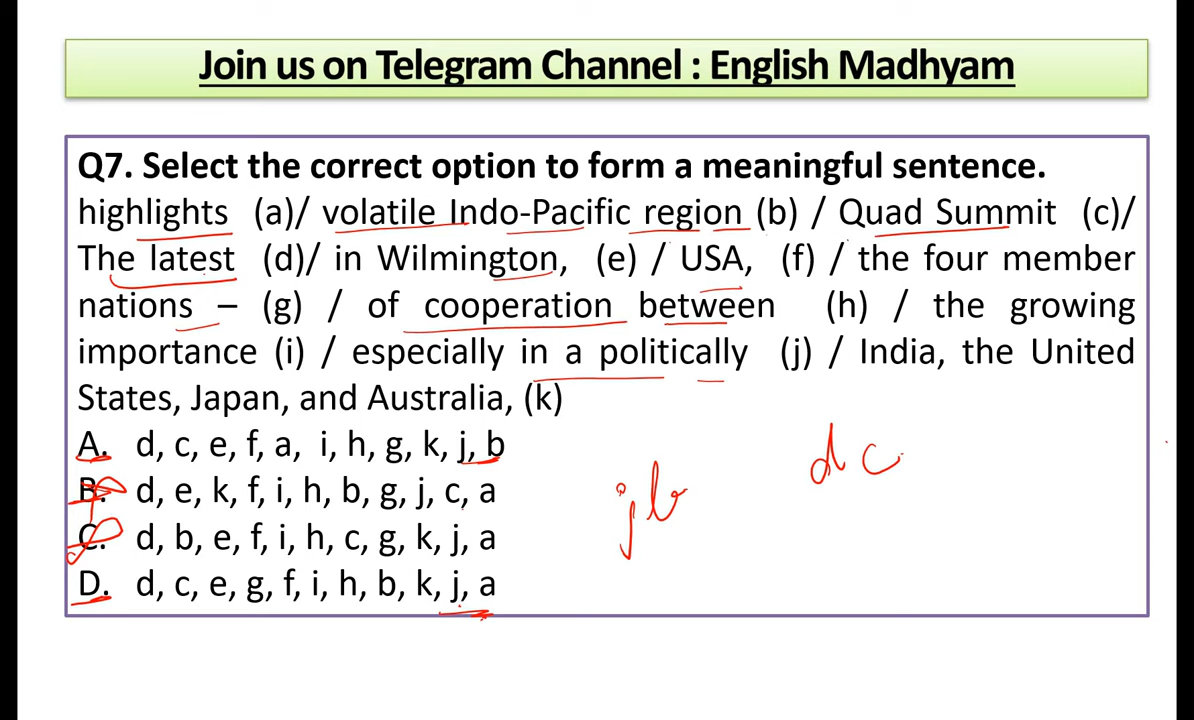 Join us on Telegram Channel : English Madhyam
Q7. Select the correct option to form a meaningful sentence.
highlights (a)/ volatile Indo-Pacific region (b) / Quad Summit (c)/
The latest (d)/ in Wilmington, (e) / USA, (f) / the four member
nations – (g) / of cooperation between (h) / the growing
importance (i) / especially in a politically (j) / India, the United
States, Japan, and Australia, (k)
A. d, c, e, f, a, i, h, g, k, j, b
B. d, e, k, f, i, h, b, g, j, c, a
C. d, b, e, f, i, h, c, g, k, j, a
D. d, c, e, g, f, i, h, b, k, j, a
jb
dc